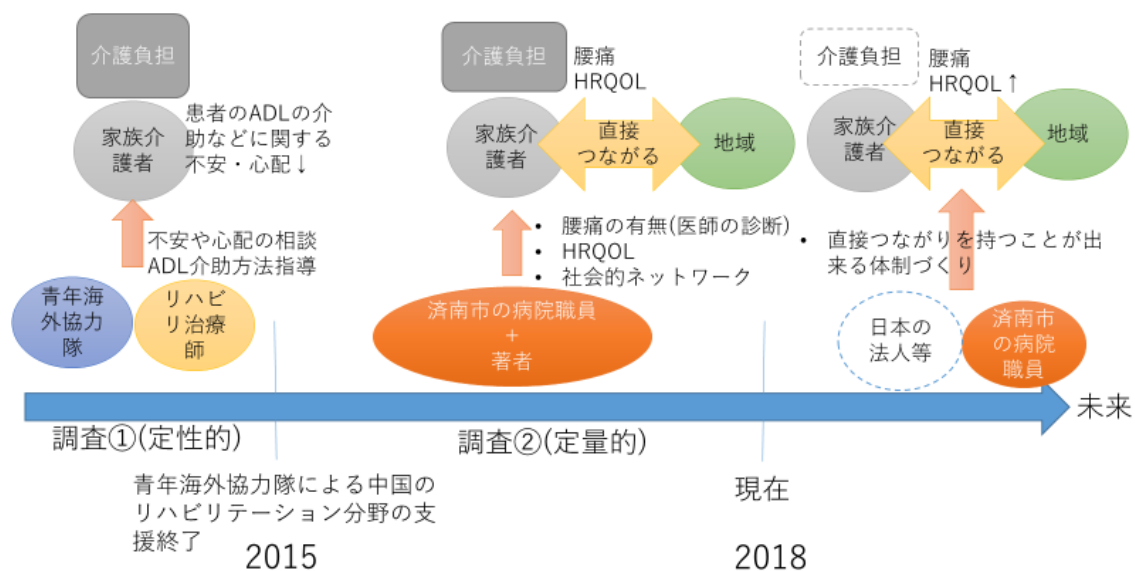 介護負担
家族介
護者
患者のADLの介
助などに関する
不安・心配↓
不安や心配の相談
ADL介助方法指導
青年海
外協力
隊
リハビ
リ治療
師
介護負担
腰痛
HRQOL
家族介
護者
直接
つながる
地域
• 腰痛の有無(医師の診断)
• HRQOL
• 社会的ネットワーク
済南市の病院職員
+
著者
介護負担
腰痛
HRQOL↑
家族介
護者
直接
つながる
地域
• 直接つながりを持つことが出
来る体制づくり
日本の
法人等
済南市
の病院
職員
未来
調査①(定性的)
調査②(定量的)
青年海外協力隊による中国の
リハビリテーション分野の支
援終了
2015
現在
2018